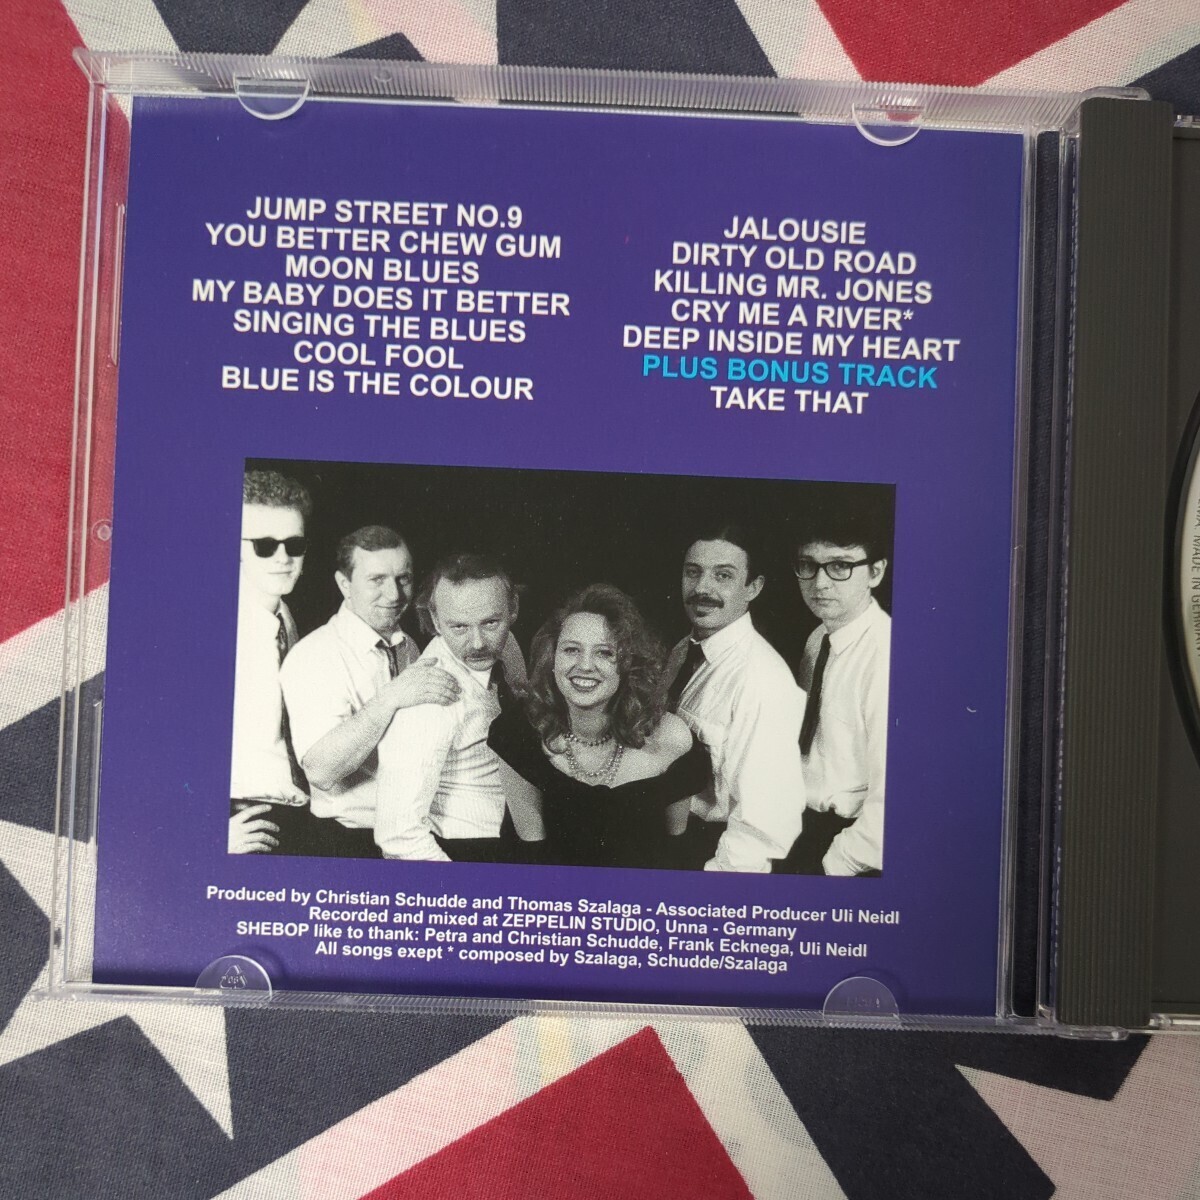 JUMP STREET NO.9
YOU BETTER CHEW GUM
MOON BLUES
MY BABY DOES IT BETTER
SINGING THE BLUES
COOL FOOL
BLUE IS THE COLOUR
JALOUSIE
DIRTY OLD ROAD
KILLING MR. JONES
CRY ME A RIVER*
DEEP INSIDE MY HEART
PLUS BONUS TRACK
TAKE THAT
Produced by Christian Schudde and Thomas Szalaga - Associated Producer Uli Neidl
Recorded and mixed at ZEPPELIN STUDIO, Unna - Germany
SHEBOP like to thank: Petra and Christian Schudde, Frank Ecknega, Uli Neidl
All songs exept * composed by Szalaga, Schudde/Szalaga
MADE IN